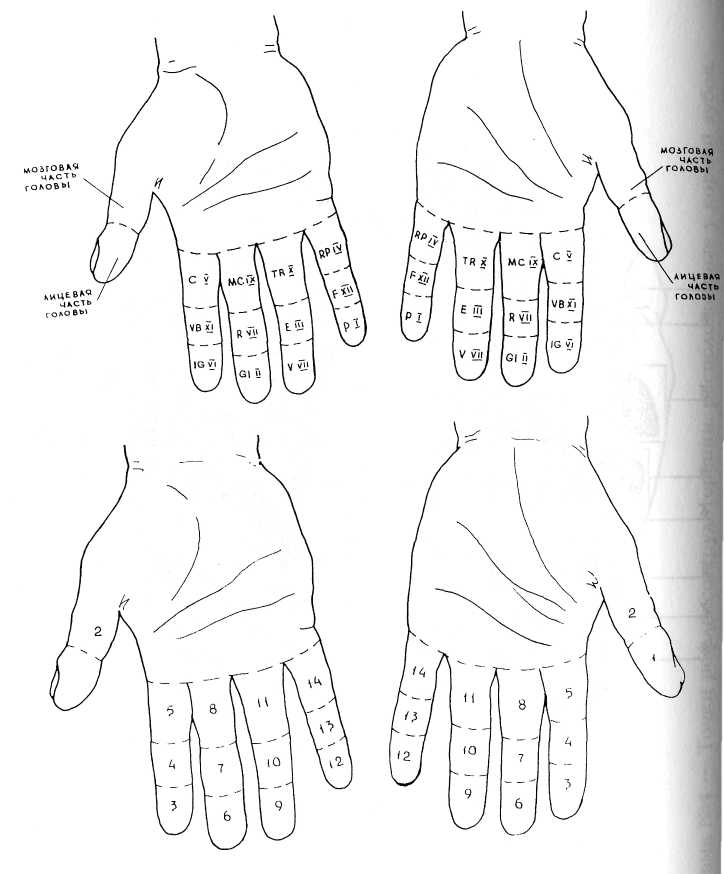 МОЗГОВАЯ
ЧАСТЬ
ГОЛОВЫ
ЛИЦЕВАЯ
ЧАСТЬ
ГОЛОВЫ
C V
MC IX
TR X
RP IV
VB XI
R VII
E III
F XII
IG VI
GI II
V VII
P I
МОЗГОВАЯ
ЧАСТЬ
ГОЛОВЫ
ЛИЦЕВАЯ
ЧАСТЬ
ГОЛОВЫ
RP IV
TR X
MC IX
C V
F XII
E III
R VII
VB XI
P I
V VII
GI II
IG VI
2
5
8
11
14
4
7
10
13
3
6
9
12
2
1
14
11
8
5
13
10
7
4
12
9
6
3